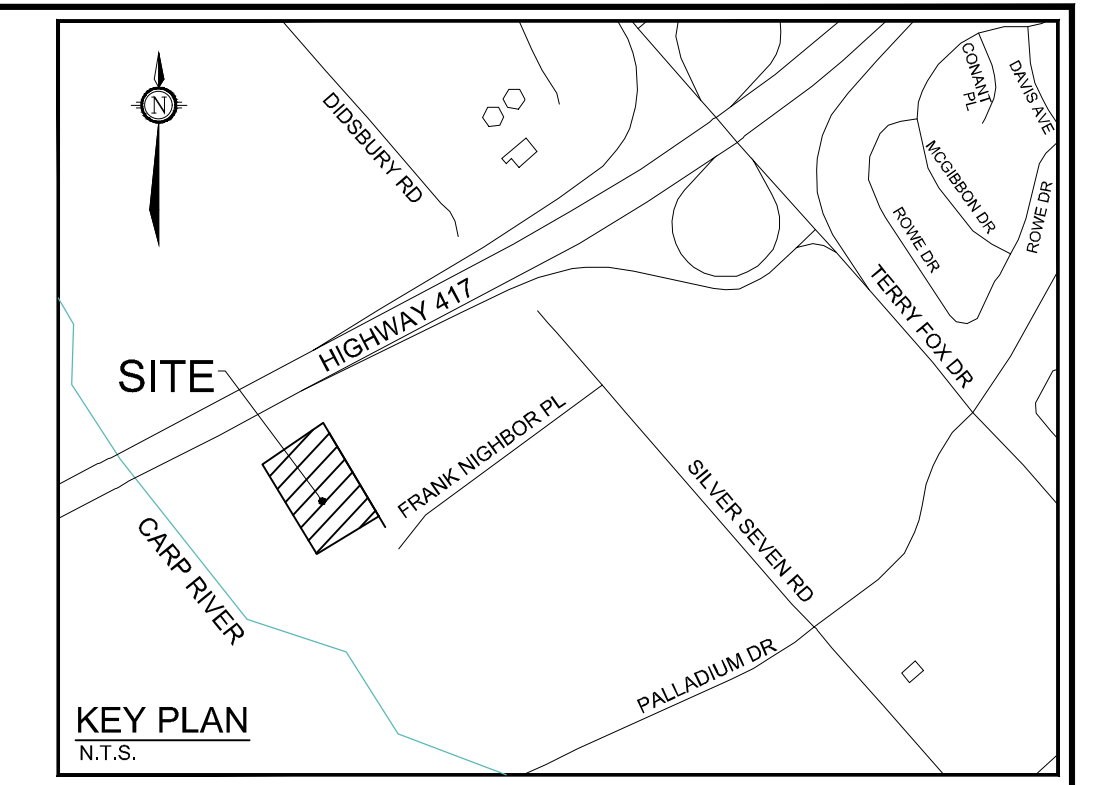 N
DIDSBURY RD
CONANT
PL
DAVIS AVE
MCGIBBON DR
ROWE DR
ROWE DR
TERRY FOX DR
HIGHWAY 417
SITE
FRANK NIGHBOR PL
SILVER SEVEN RD
CARP RIVER
PALLADIUM DR
KEY PLAN
N.T.S.